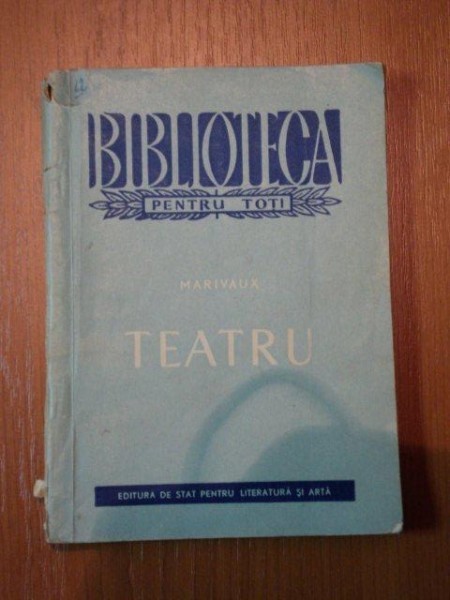 BIBLIOTECA
PENTRU TOȚI
MARIVAUX
TEATRU
EDITURA DE STAT PENTRU LITERATURĂ ȘI ARTĂ